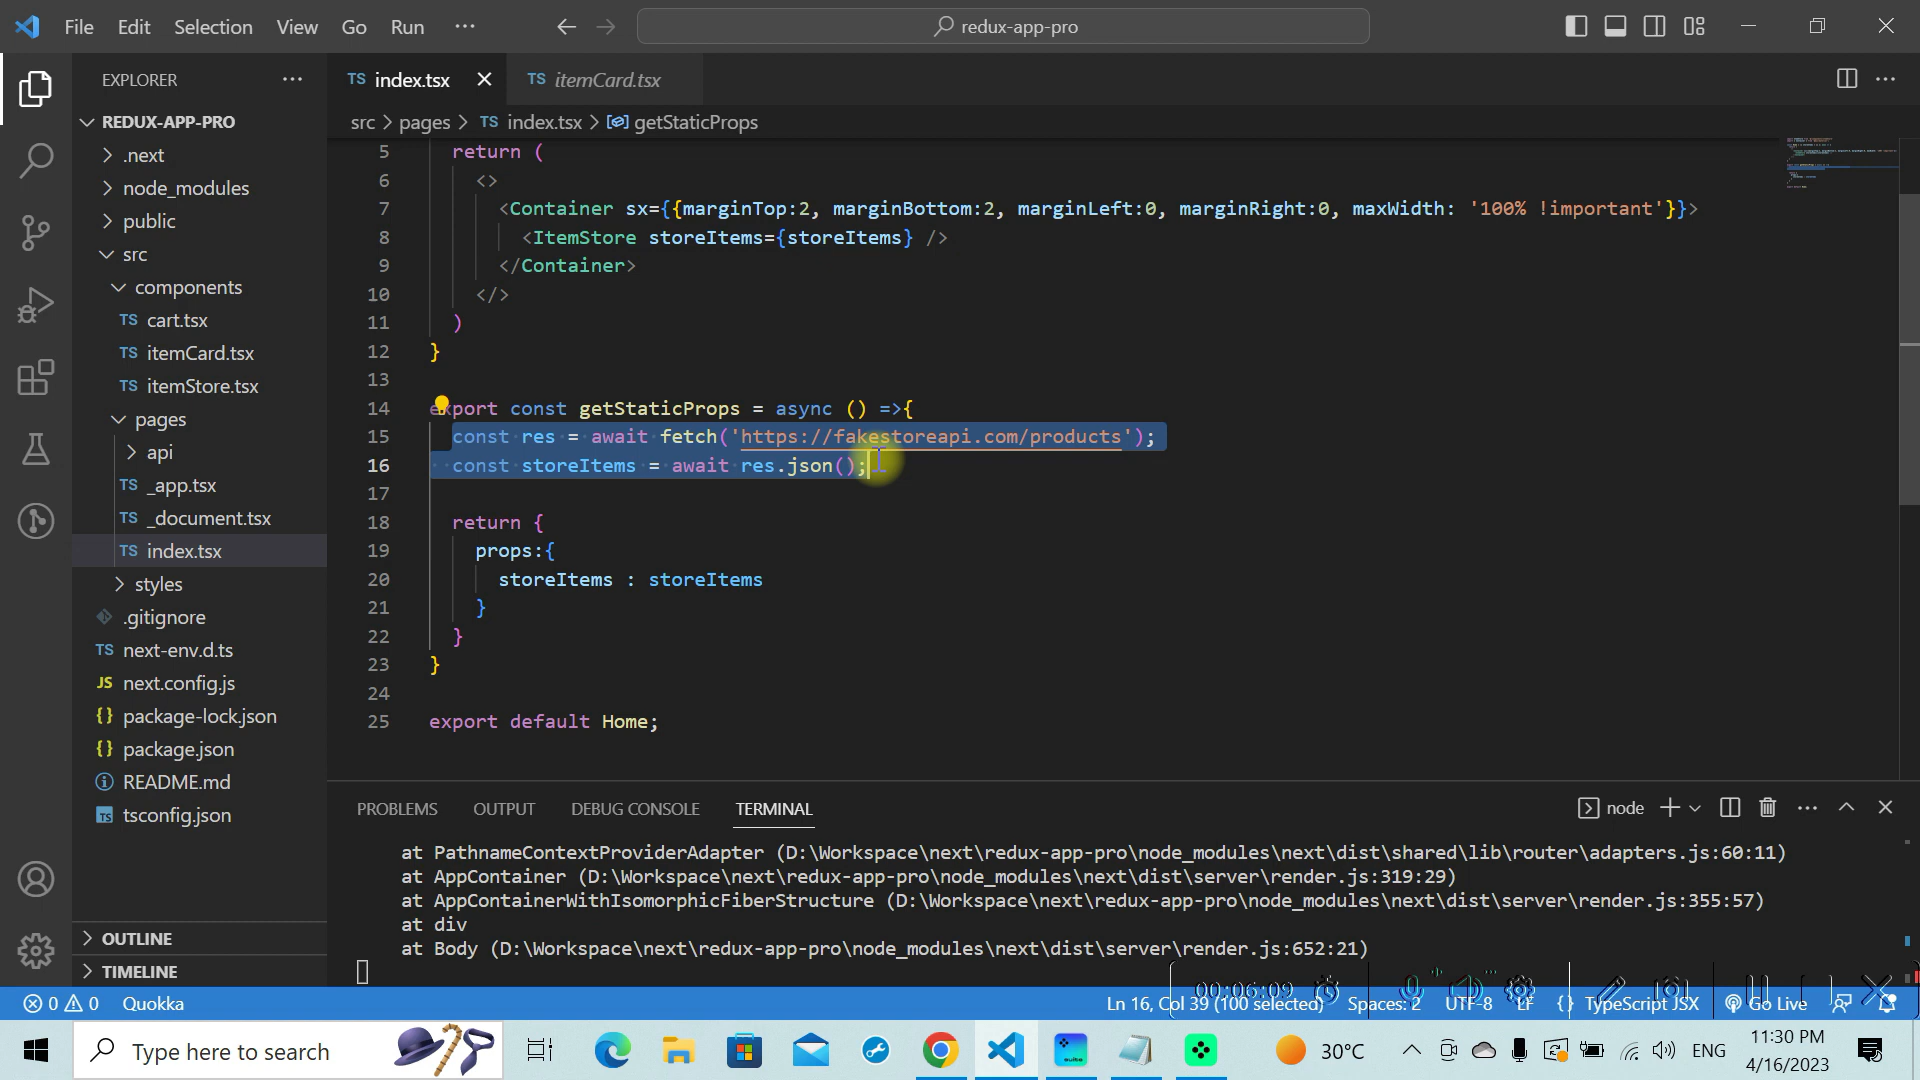 File Edit Selection View Go Run ···
redux-app-pro
EXPLORER
REDUX-APP-PRO
.next
node_modules
public
src
components
TS cart.tsx
TS itemCard.tsx
TS itemStore.tsx
pages
api
TS _app.tsx
TS _document.tsx
TS index.tsx
styles
.gitignore
TS next-env.d.ts
JS next.config.js
{} package-lock.json
{} package.json
README.md
TS tsconfig.json
OUTLINE
TIMELINE
TS index.tsx
TS itemCard.tsx
src > pages > TS index.tsx > getStaticProps
5 return (
6 <>
7 <Container sx={{marginTop:2, marginBottom:2, marginLeft:0, marginRight:0, maxWidth: '100% !important'}}>
8 <ItemStore storeItems={storeItems} />
9 </Container>
10 </>
11 )
12 }
13
14 export const getStaticProps = async () =>{
15 const res = await fetch('https://fakestoreapi.com/products');
16 const storeItems = await res.json();
17
18 return {
19 props:{
20 storeItems : storeItems
21 }
22 }
23 }
24
25 export default Home;
PROBLEMS OUTPUT DEBUG CONSOLE TERMINAL
node
at PathnameContextProviderAdapter (D:\Workspace\next\redux-app-pro\node_modules\next\dist\shared\lib\router\adapters.js:60:11)
at AppContainer (D:\Workspace\next\redux-app-pro\node_modules\next\dist\server\render.js:319:29)
at AppContainerWithIsomorphicFiberStructure (D:\Workspace\next\redux-app-pro\node_modules\next\dist\server\render.js:355:57)
at div
at Body (D:\Workspace\next\redux-app-pro\node_modules\next\dist\server\render.js:652:21)
00:06:09
0 0 Quokka
Ln 16, Col 39 (100 selected) Spaces: 2 UTF-8 LF {} TypeScript JSX Go Live
Type here to search
suite
30°C
ENG
11:30 PM
4/16/2023